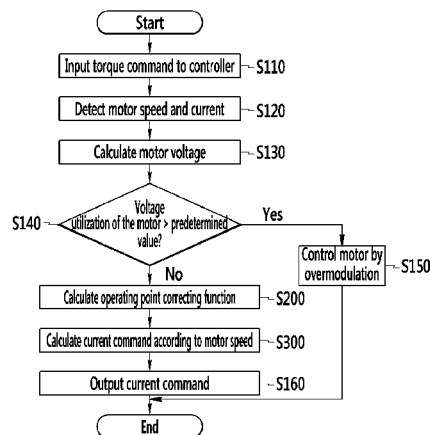 Start
Input torque command to controller
S110
Detect motor speed and current
S120
Calculate motor voltage
S130
Voltage
utilization of the motor > predetermined
value?
S140
Yes
Control motor by
overmodulation
S150
No
Calculate operating point correcting function
S200
Calculate current command according to motor speed
S300
Output current command
S160
End